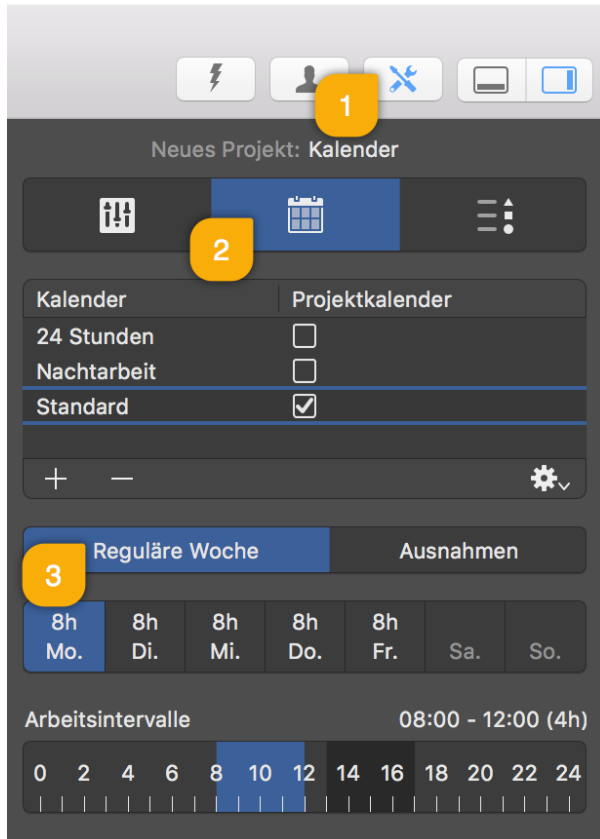 1
Neues Projekt: Kalender
2
Kalender Projektkalender
24 Stunden
Nachtarbeit
Standard
3
Reguläre Woche Ausnahmen
8h 8h 8h 8h 8h
Mo. Di. Mi. Do. Fr. Sa. So.
Arbeitsintervalle 08:00 - 12:00 (4h)
0 2 4 6 8 10 12 14 16 18 20 22 24